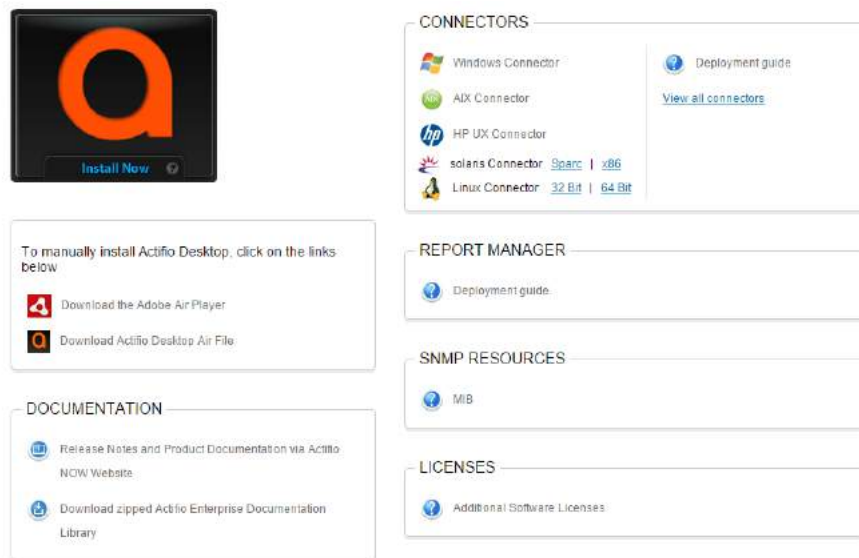 Install Now
To manually install Actifio Desktop, click on the links
below
Download the Adobe Air Player
Download Actifio Desktop Air File
DOCUMENTATION
Release Notes and Product Documentation via Actifio
NOW Website
Download zipped Actifio Enterprise Documentation
Library
CONNECTORS
Windows Connector
AIX Connector
HP UX Connector
solaris Connector Sparc | x86
Linux Connector 32 Bit | 64 Bit
Deployment guide
View all connectors
REPORT MANAGER
Deployment guide
SNMP RESOURCES
MIB
LICENSES
Additional Software Licenses